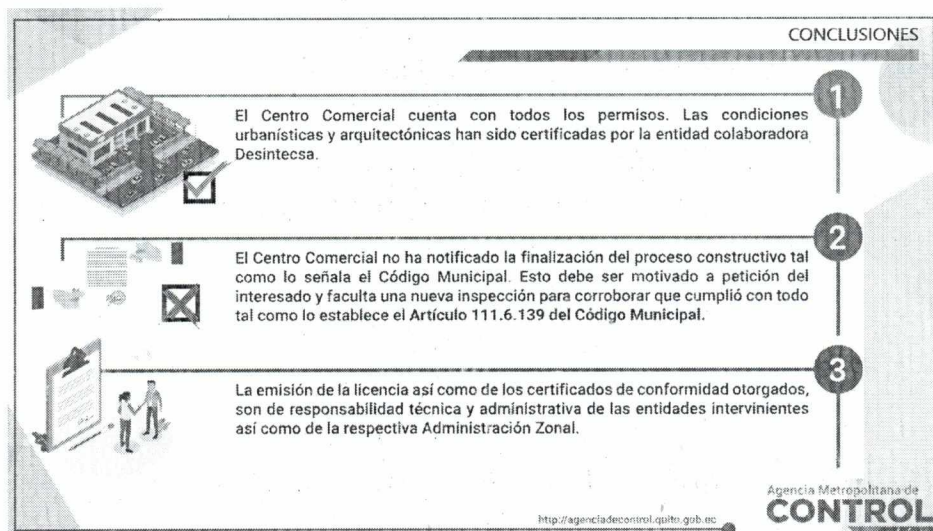 CONCLUSIONES
1
El Centro Comercial cuenta con todos los permisos. Las condiciones
urbanísticas y arquitectónicas han sido certificadas por la entidad colaboradora
Desintecsa.
2
El Centro Comercial no ha notificado la finalización del proceso constructivo tal
como lo señala el Código Municipal. Esto debe ser motivado a petición del
interesado y faculta una nueva inspección para corroborar que cumplió con todo
tal como lo establece el Artículo 111.6.139 del Código Municipal.
3
La emisión de la licencia así como de los certificados de conformidad otorgados,
son de responsabilidad técnica y administrativa de las entidades intervinientes
así como de la respectiva Administración Zonal.
Agencia Metropolitana de
CONTROL
http://agenciadecontrol.quito.gob.ec